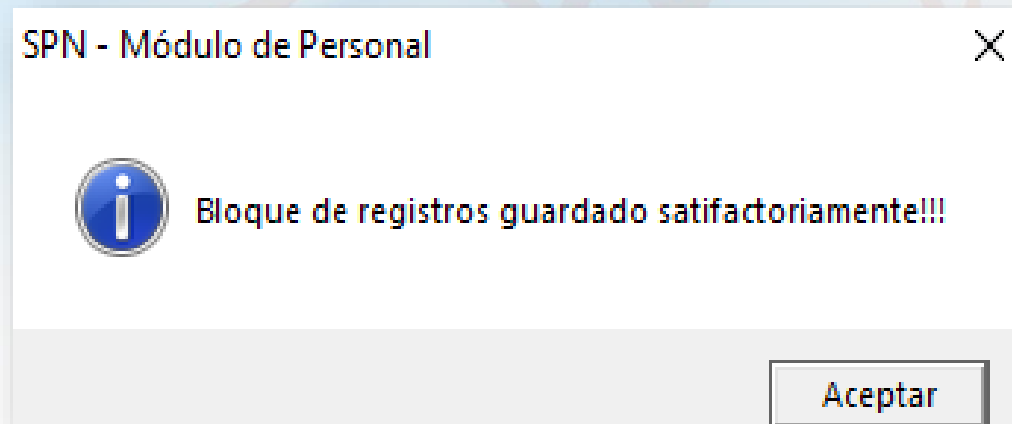 SPN - Módulo de Personal
Bloque de registros guardado satifactoriamente!!!
Aceptar